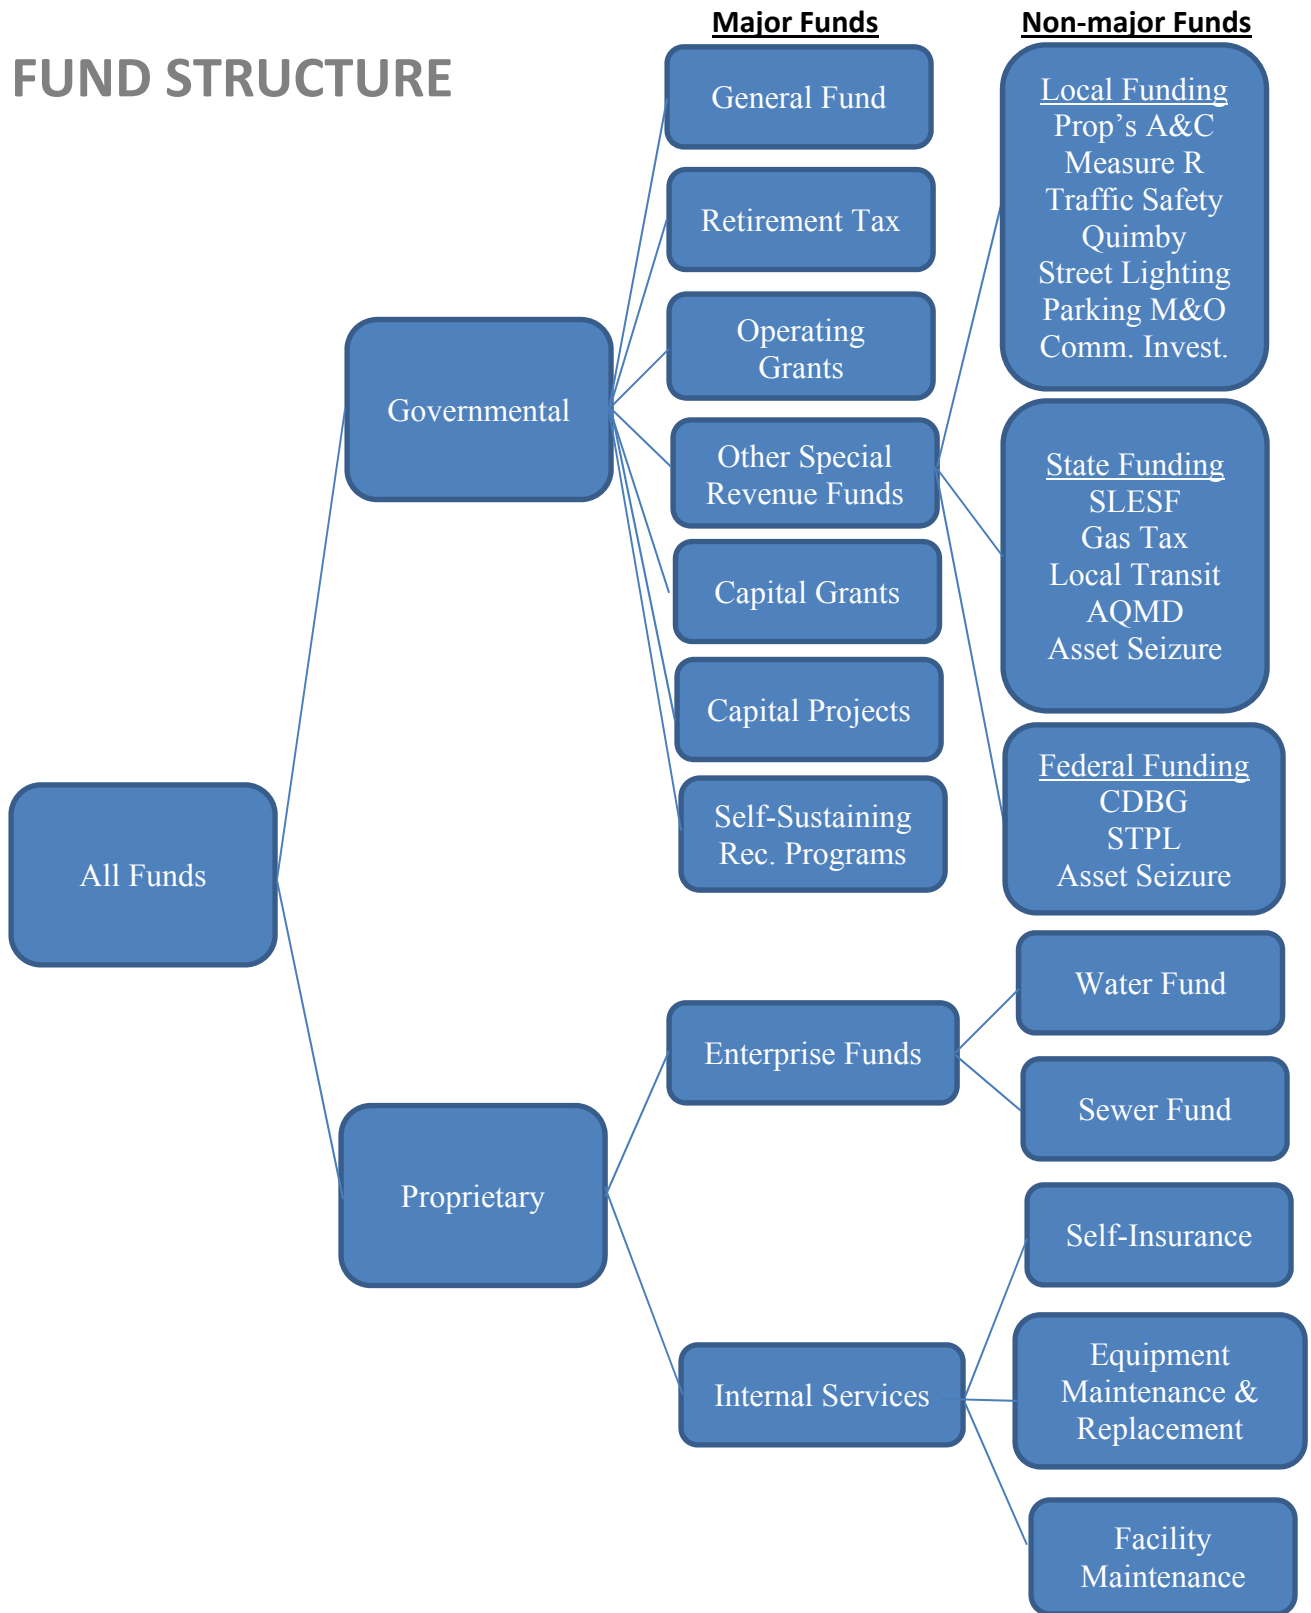 Major Funds
Non-major Funds
FUND STRUCTURE
General Fund
Retirement Tax
Operating
Grants
Other Special
Revenue Funds
Capital Grants
Capital Projects
Self-Sustaining
Rec. Programs
Governmental
All Funds
Proprietary
Enterprise Funds
Internal Services
Local Funding
Prop’s A&C
Measure R
Traffic Safety
Quimby
Street Lighting
Parking M&O
Comm. Invest.
State Funding
SLESF
Gas Tax
Local Transit
AQMD
Asset Seizure
Federal Funding
CDBG
STPL
Asset Seizure
Water Fund
Sewer Fund
Self-Insurance
Equipment
Maintenance &
Replacement
Facility
Maintenance